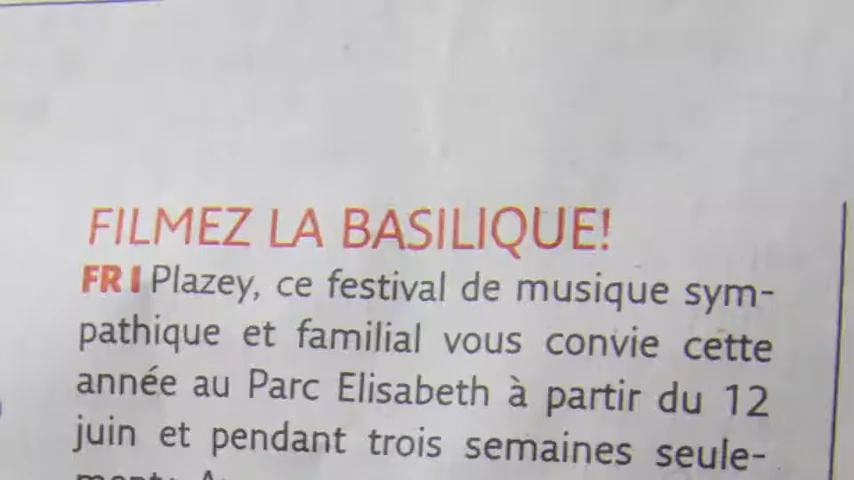 FILMEZ LA BASILIQUE!
FR I Plazey, ce festival de musique sym-
pathique et familial vous convie cette
année au Parc Elisabeth à partir du 12
juin et pendant trois semaines seule-